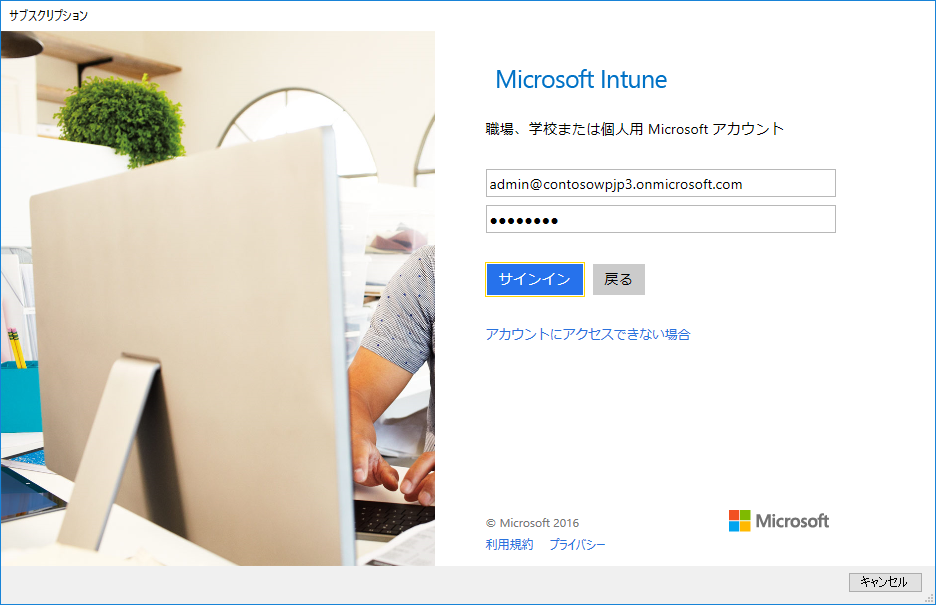 サブスクリプション
Microsoft Intune
職場、学校または個人用 Microsoft アカウント
admin@contosowpjp3.onmicrosoft.com
●●●●●●●●
サインイン 戻る
アカウントにアクセスできない場合
© Microsoft 2016
Microsoft
利用規約 プライバシー
キャンセル